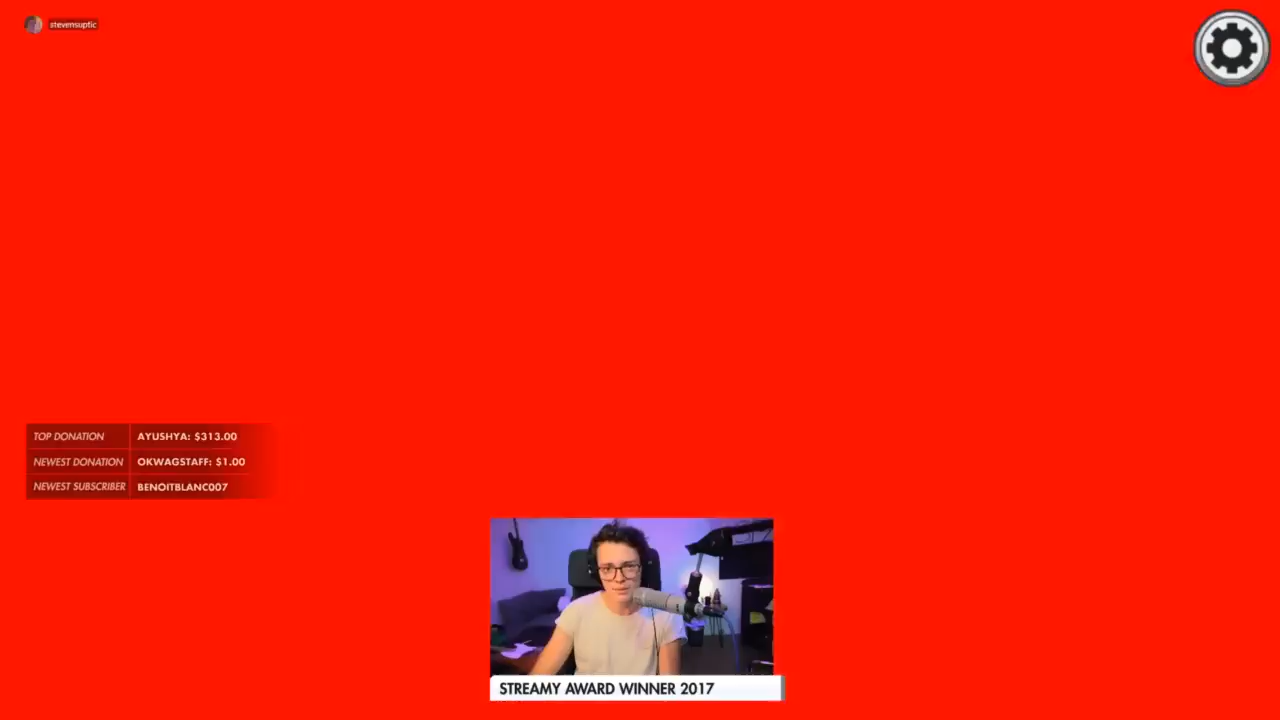 stevensuptic
TOP DONATION AYUSHYA: $313.00
NEWEST DONATION OKWAGSTAFF: $1.00
NEWEST SUBSCRIBER BENOITBLANC007
STREAMY AWARD WINNER 2017